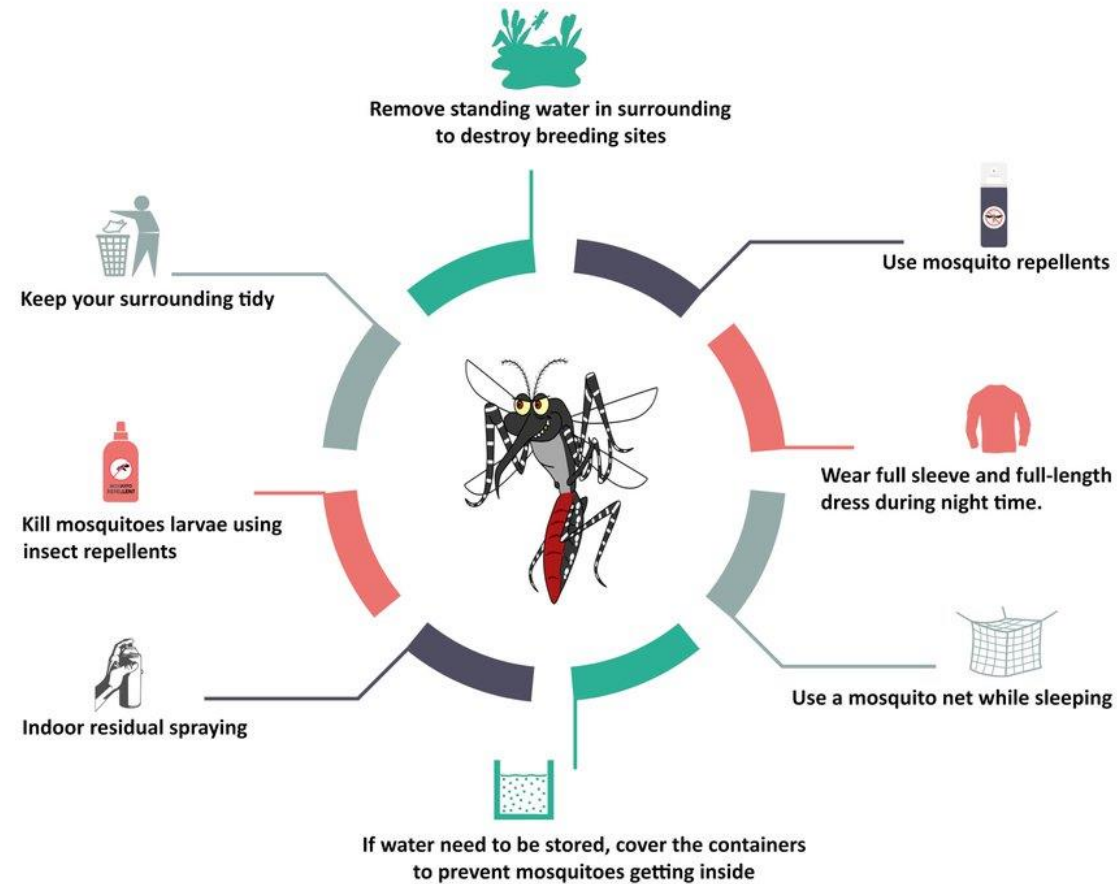 Remove standing water in surrounding
to destroy breeding sites
Use mosquito repellents
Wear full sleeve and full-length
dress during night time.
Use a mosquito net while sleeping
If water need to be stored, cover the containers
to prevent mosquitoes getting inside
Indoor residual spraying
Kill mosquitoes larvae using
insect repellents
MOSQUITO
REPELLENT
Keep your surrounding tidy